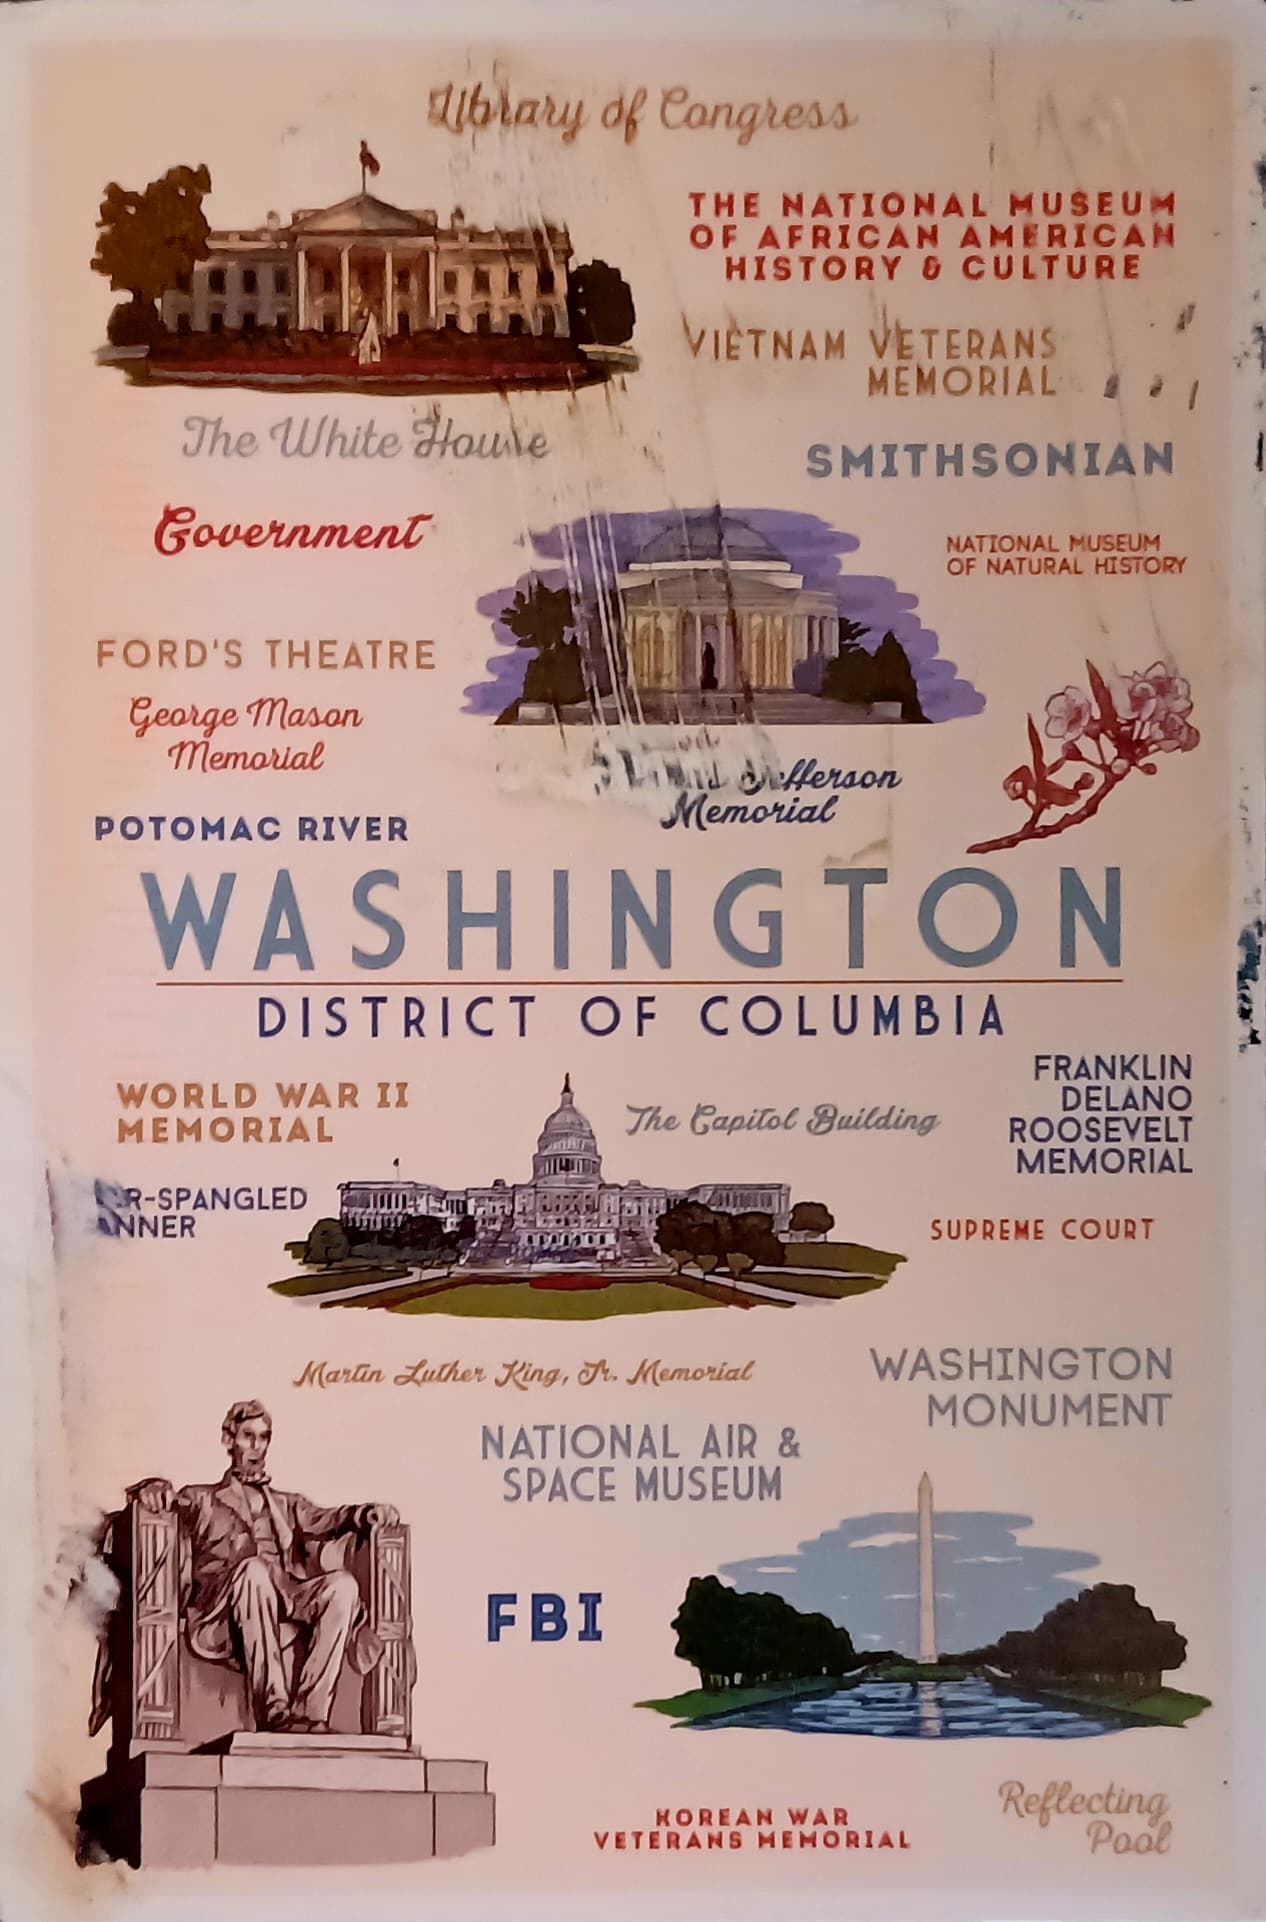 Library of Congress
THE NATIONAL MUSEUM
OF AFRICAN AMERICAN
HISTORY & CULTURE
VIETNAM VETERANS
MEMORIAL
The White House
SMITHSONIAN
Government
NATIONAL MUSEUM
OF NATURAL HISTORY
FORD'S THEATRE
George Mason
Memorial
Jefferson
Memorial
POTOMAC RIVER
WASHINGTON
DISTRICT OF COLUMBIA
WORLD WAR II
MEMORIAL
The Capitol Building
FRANKLIN
DELANO
ROOSEVELT
MEMORIAL
R-SPANGLED
ANNER
SUPREME COURT
Martin Luther King, Jr. Memorial
WASHINGTON
MONUMENT
NATIONAL AIR &
SPACE MUSEUM
FBI
KOREAN WAR
VETERANS MEMORIAL
Reflecting
Pool